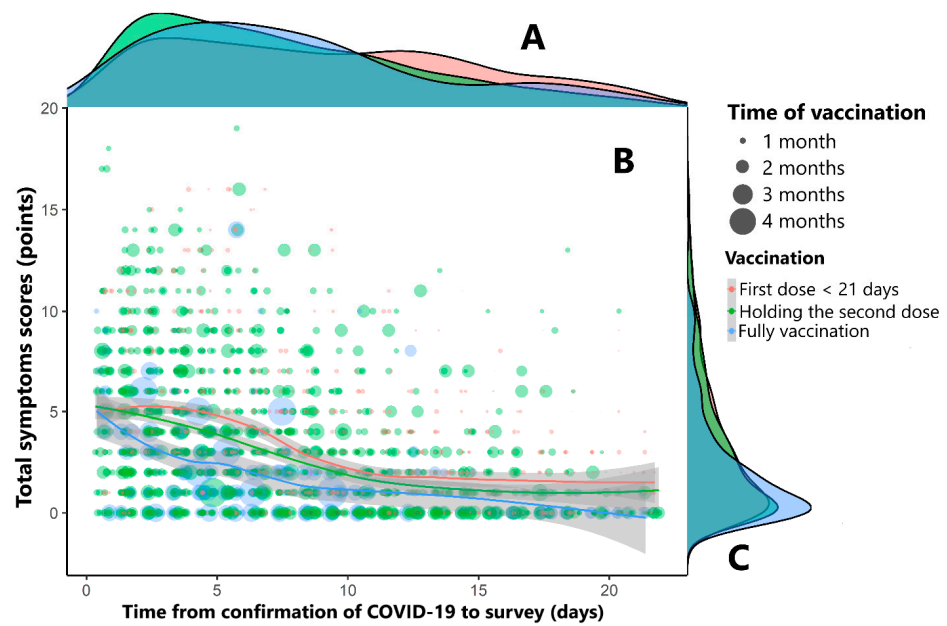 A
20
15
10
5
0
B
C
0
5
10
15
20
Total symptoms scores (points)
Time from confirmation of COVID-19 to survey (days)
Time of vaccination
1 month
2 months
3 months
4 months
Vaccination
First dose < 21 days
Holding the second dose
Fully vaccination